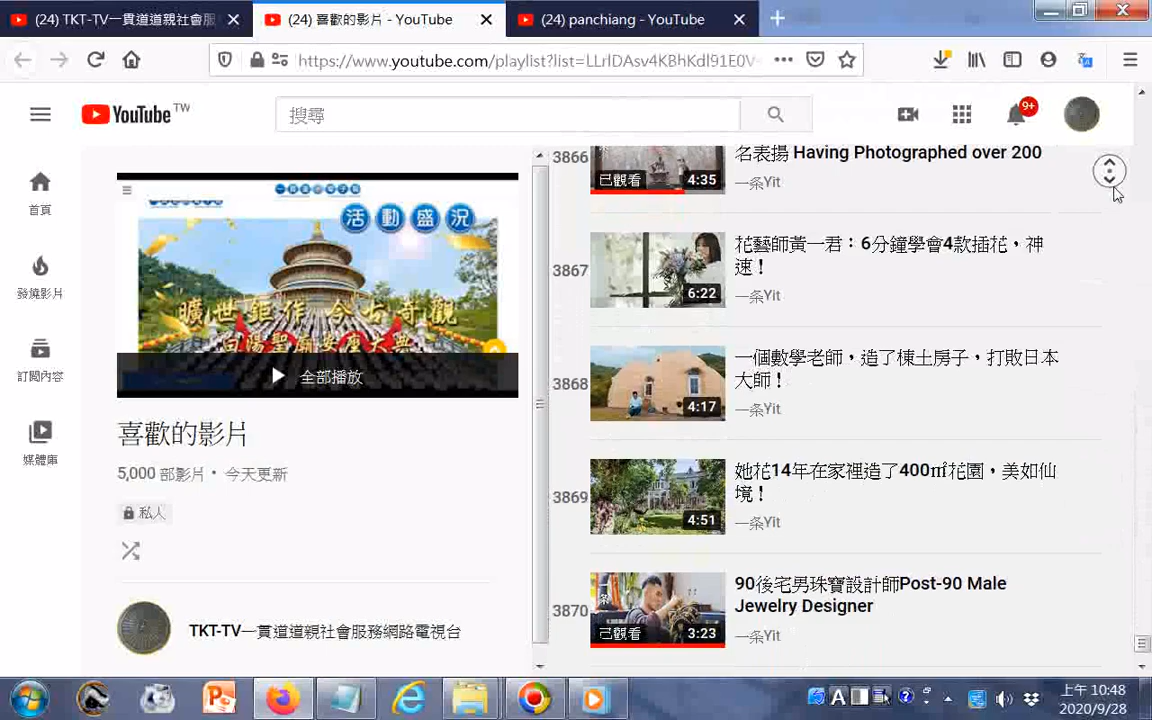 (24) TKT-TV一貫道道親社會服
(24) 喜歡的影片 - YouTube
(24) panchiang - YouTube
https://www.youtube.com/playlist?list=LLrIDAsv4KBhKdl91E0V
YouTube TW
搜尋
9+
首頁
發燒影片
訂閱內容
媒體庫
活動盛況
曠世鉅作 今古奇觀
全部播放
喜歡的影片
5,000 部影片 • 今天更新
私人
TKT-TV一貫道道親社會服務網路電視台
3866
已觀看
4:35
名表揚 Having Photographed over 200
一条Yit
3867
6:22
花藝師黃一君：6分鐘學會4款插花，神
速！
一条Yit
3868
4:17
一個數學老師，造了棟土房子，打敗日本
大師！
一条Yit
3869
4:51
她花14年在家裡造了400㎡花園，美如仙
境！
一条Yit
3870
已觀看
3:23
90後宅男珠寶設計師Post-90 Male
Jewelry Designer
一条Yit
上午 10:48
2020/9/28